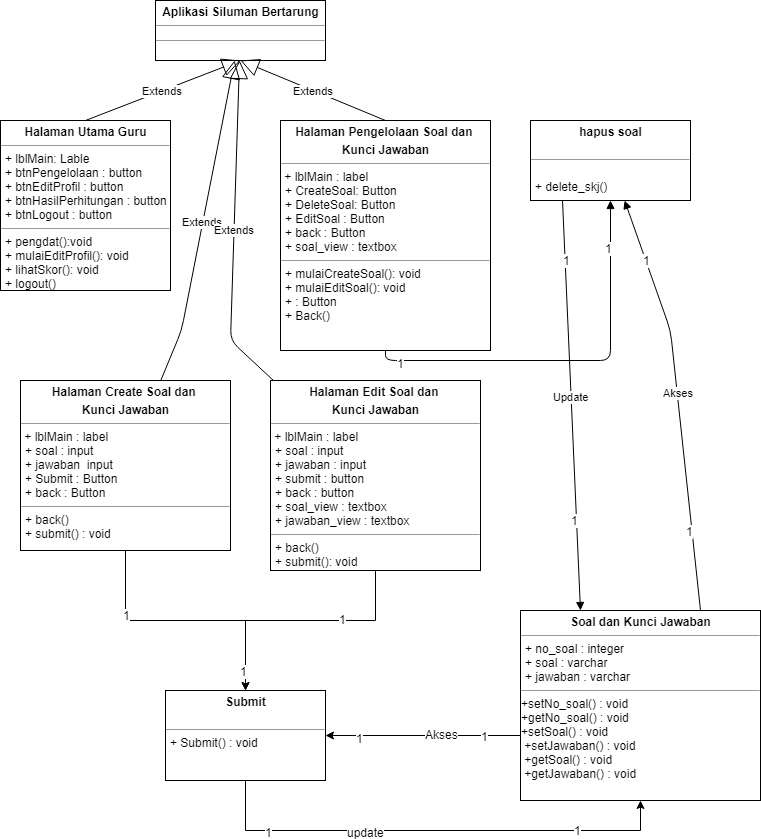 Aplikasi Siluman Bertarung
Extends
Extends
Halaman Utama Guru
+ lblMain: Lable
+ btnPengelolaan : button
+ btnEditProfil : button
+ btnHasilPerhitungan : button
+ btnLogout : button
+ pengdat():void
+ mulaiEditProfil(): void
+ lihatSkor(): void
+ logout()
Extends
Extends
Halaman Pengelolaan Soal dan
Kunci Jawaban
+ lblMain : label
+ CreateSoal: Button
+ DeleteSoal: Button
+ EditSoal : Button
+ back : Button
+ soal_view : textbox
+ mulaiCreateSoal(): void
+ mulaiEditSoal(): void
+ : Button
+ Back()
hapus soal
+ delete_skj()
1
1
1
1
Update
Akses
Halaman Create Soal dan
Kunci Jawaban
+ lblMain : label
+ soal : input
+ jawaban input
+ Submit : Button
+ back : Button
+ back()
+ submit() : void
Halaman Edit Soal dan
Kunci Jawaban
+ lblMain : label
+ soal : input
+ jawaban : input
+ submit : button
+ back : button
+ soal_view : textbox
+ jawaban_view : textbox
+ back()
+ submit(): void
1
1
1
1
1
Submit
+ Submit() : void
1
Akses
1
Soal dan Kunci Jawaban
+ no_soal : integer
+ soal : varchar
+ jawaban : varchar
+setNo_soal() : void
+getNo_soal() : void
+setSoal() : void
+setJawaban() : void
+getSoal() : void
+getJawaban() : void
1
update
1